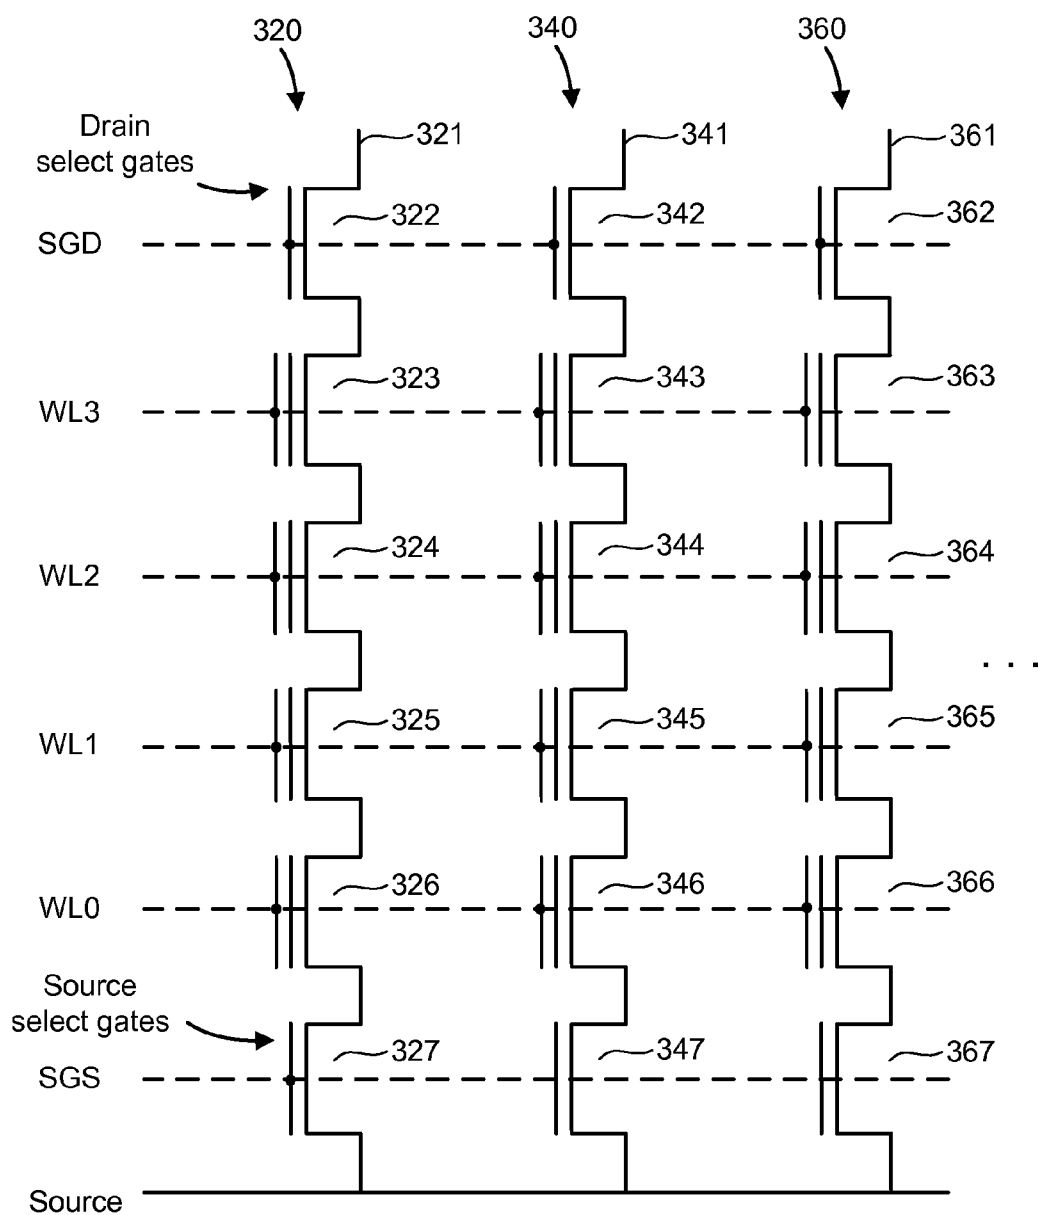 320 340 360
Drain
select gates
321 341 361
322 342 362
SGD
323 343 363
WL3
324 344 364
WL2
. . .
325 345 365
WL1
326 346 366
WL0
Source
select gates
327 347 367
SGS
Source